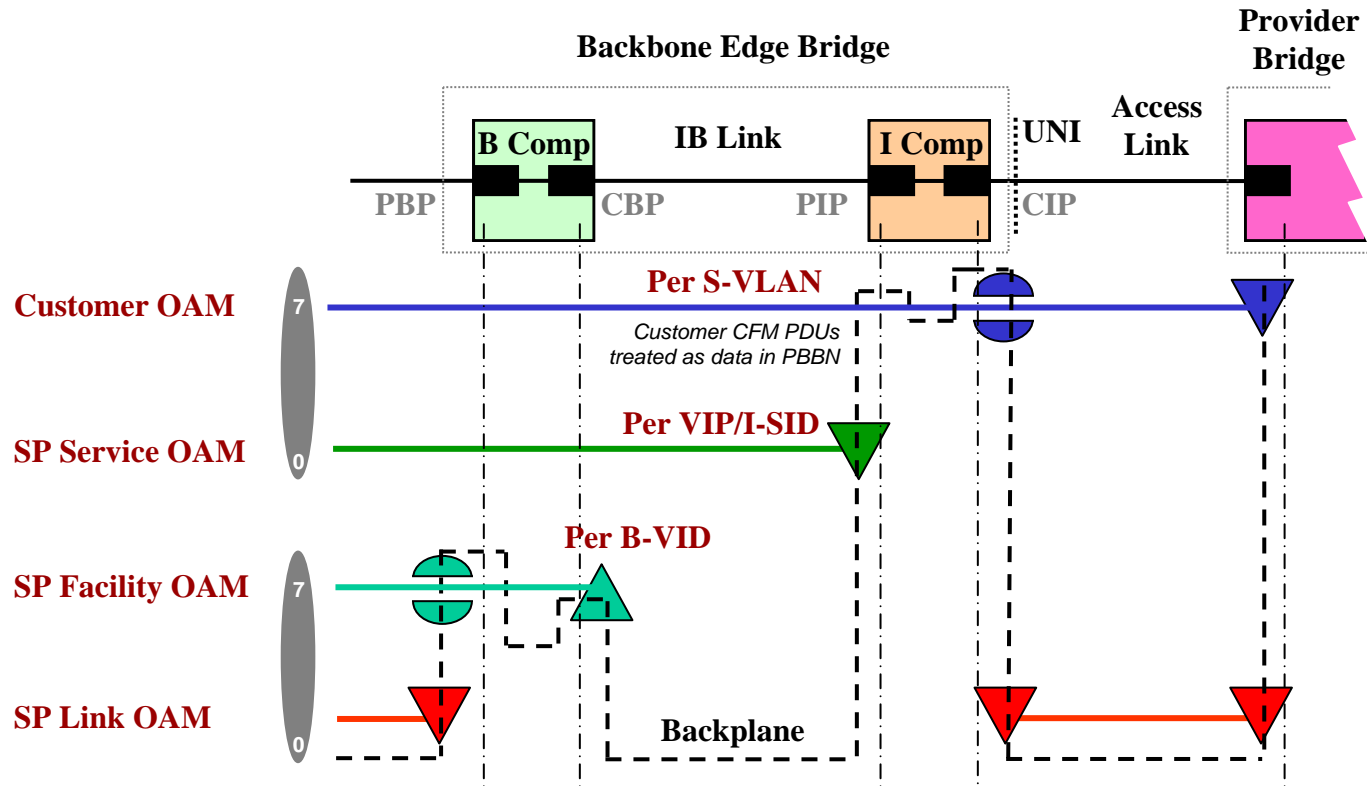 Provider
Bridge
Backbone Edge Bridge
Access
Link
B Comp
IB Link
I Comp
UNI
PBP
CBP
PIP
CIP
Customer OAM
7
Per S-VLAN
Customer CFM PDUs
treated as data in PBBN
SP Service OAM
0
Per VIP/I-SID
Per B-VID
SP Facility OAM
7
SP Link OAM
0
Backplane